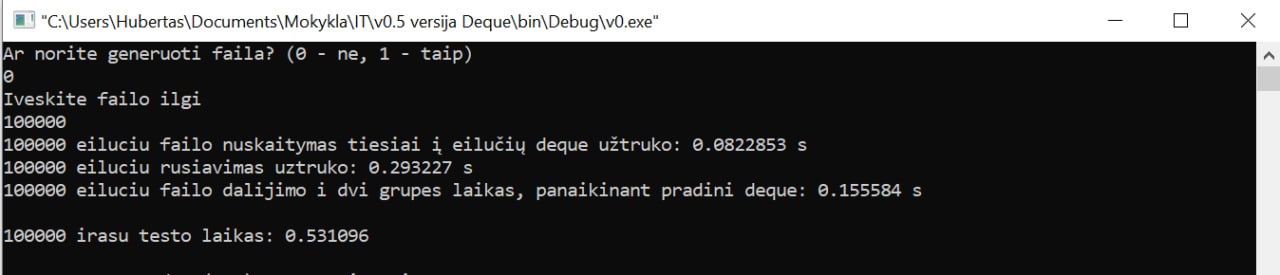 "C:\Users\Hubertas\Documents\Mokykla\IT\v0.5 versija Deque\bin\Debug\v0.exe"
Ar norite generuoti faila? (0 - ne, 1 - taip)
0
Iveskite failo ilgi
100000
100000 eiluciu failo nuskaitymas tiesiai į eilučių deque užtruko: 0.0822853 s
100000 eiluciu rusiavimas uztruko: 0.293227 s
100000 eiluciu failo dalijimo i dvi grupes laikas, panaikinant pradini deque: 0.155584 s
100000 irasu testo laikas: 0.531096